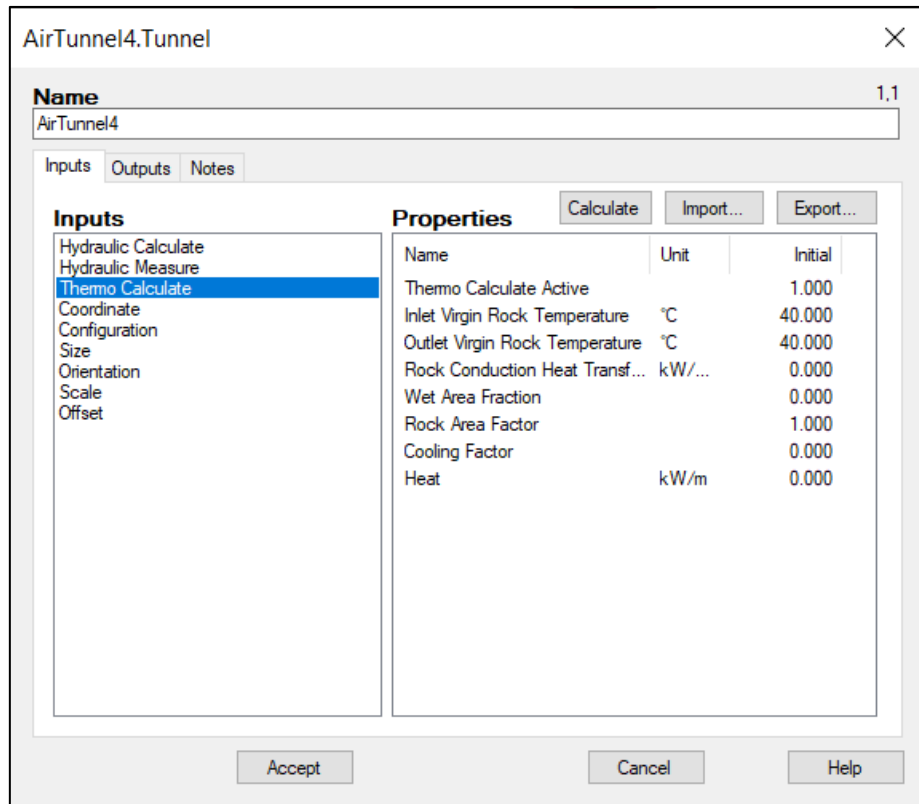 AirTunnel4.Tunnel
Name 1,1
AirTunnel4
Inputs Outputs Notes
Inputs
Hydraulic Calculate
Hydraulic Measure
Thermo Calculate
Coordinate
Configuration
Size
Orientation
Scale
Offset
Properties Calculate Import... Export...
Name Unit Initial
Thermo Calculate Active 1.000
Inlet Virgin Rock Temperature °C 40.000
Outlet Virgin Rock Temperature °C 40.000
Rock Conduction Heat Transf... kW/... 0.000
Wet Area Fraction 0.000
Rock Area Factor 1.000
Cooling Factor 0.000
Heat kW/m 0.000
Accept Cancel Help